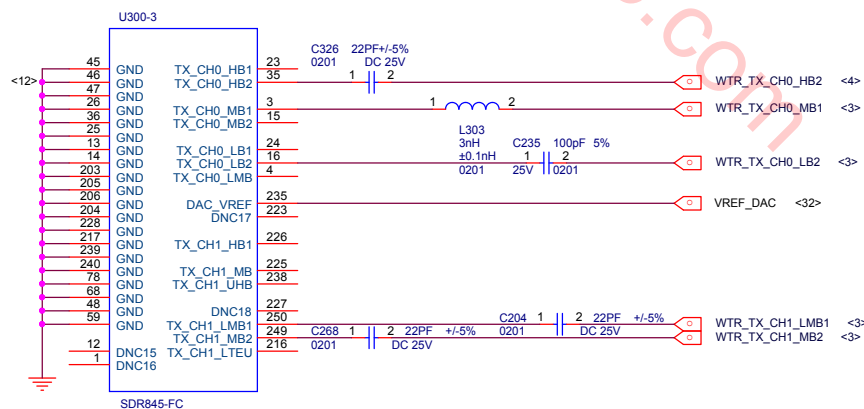 U300-3
45 GND TX_CH0_HB1 23 C326 22PF+/-5%
<12> 46 GND TX_CH0_HB2 35 0201 1 2 DC 25V WTR_TX_CH0_HB2 <4>
47 GND
26 GND TX_CH0_MB1 3 1 2 WTR_TX_CH0_MB1 <3>
36 GND TX_CH0_MB2 15
25 GND L303
13 GND TX_CH0_LB1 24 3nH C235 100pF 5%
14 GND TX_CH0_LB2 16 ±0.1nH 1 2 WTR_TX_CH0_LB2 <3>
203 GND TX_CH0_LMB 4 0201 25V 0201
205 GND
206 GND DAC_VREF 235 VREF_DAC <32>
204 GND DNC17 223
228 GND
217 GND TX_CH1_HB1 226
239 GND
240 GND TX_CH1_MB 225
78 GND TX_CH1_UHB 238
68 GND
48 GND DNC18 227
59 GND TX_CH1_LMB1 250 C204 1 2 22PF +/-5% WTR_TX_CH1_LMB1 <3>
TX_CH1_MB2 249 C268 1 2 22PF +/-5% 0201 DC 25V WTR_TX_CH1_MB2 <3>
12 DNC15 TX_CH1_LTEU 216 0201 DC 25V
1 DNC16
SDR845-FC